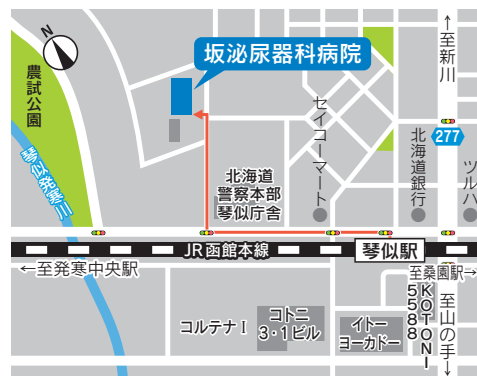 N
坂泌尿器科病院
農試公園
琴似発寒川
北海道
警察本部
琴似庁舎
セイコーマート
北海道銀行
277
ツルハ
←至新川
JR函館本線
琴似駅
←至発寒中央駅
至桑園駅→
コルテナⅠ
コトニ
3・1ビル
イトー
ヨーカドー
KOTONI
5588
至山の手→